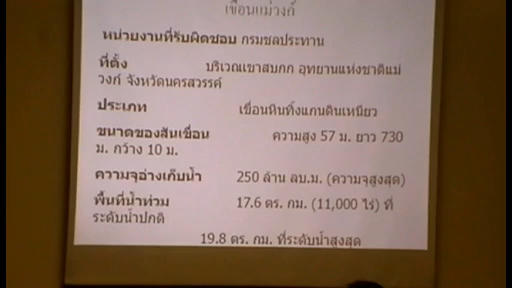 เขื่อนแม่วงก์
หน่วยงานที่รับผิดชอบ กรมชลประทาน
ที่ตั้ง บริเวณเขาสบกก อุทยานแห่งชาติแม่
วงก์ จังหวัดนครสวรรค์
ประเภท เขื่อนหินทิ้งแกนดินเหนียว
ขนาดของสันเขื่อน ความสูง 57 ม. ยาว 730
ม. กว้าง 10 ม.
ความจุอ่างเก็บน้ำ 250 ล้าน ลบ.ม. (ความจุสูงสุด)
พื้นที่น้ำท่วม 17.6 ตร. กม. (11,000 ไร่) ที่
ระดับน้ำปกติ
19.8 ตร. กม. ที่ระดับน้ำสูงสุด